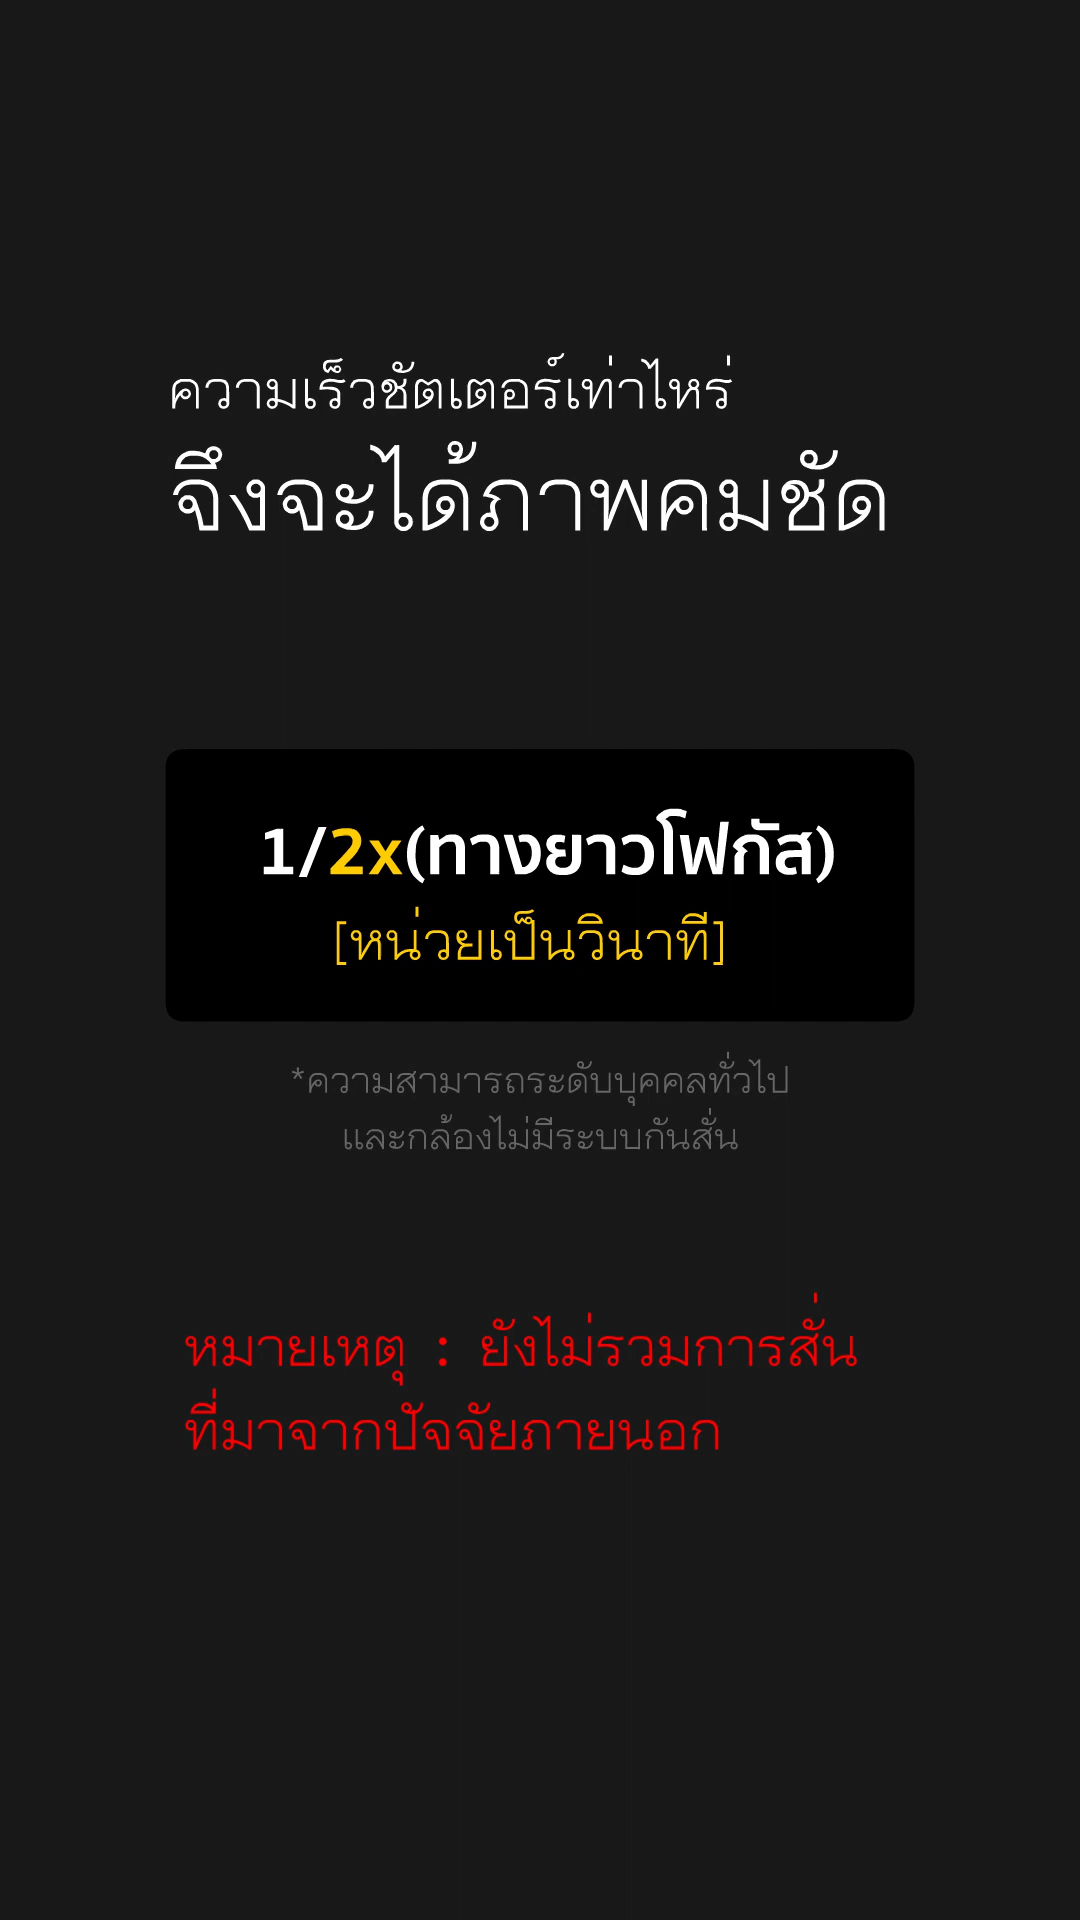 ความเร็วชัตเตอร์เท่าไหร่
จึงจะได้ภาพคมชัด
1/2x(ทางยาวโฟกัส)
[หน่วยเป็นวินาที]
*ความสามารถระดับบุคคลทั่วไป
และกล้องไม่มีระบบกันสั่น
หมายเหตุ : ยังไม่รวมการสั่น
ที่มาจากปัจจัยภายนอก